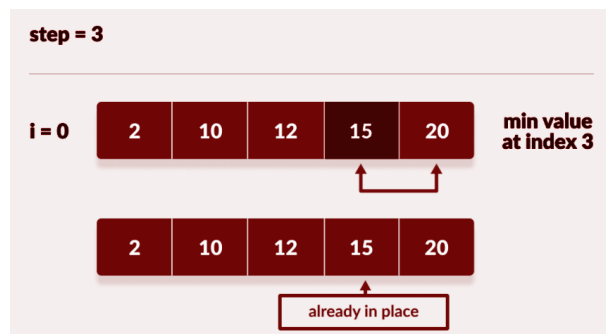 step = 3
i = 0
2 10 12 15 20
min value
at index 3
2 10 12 15 20
already in place